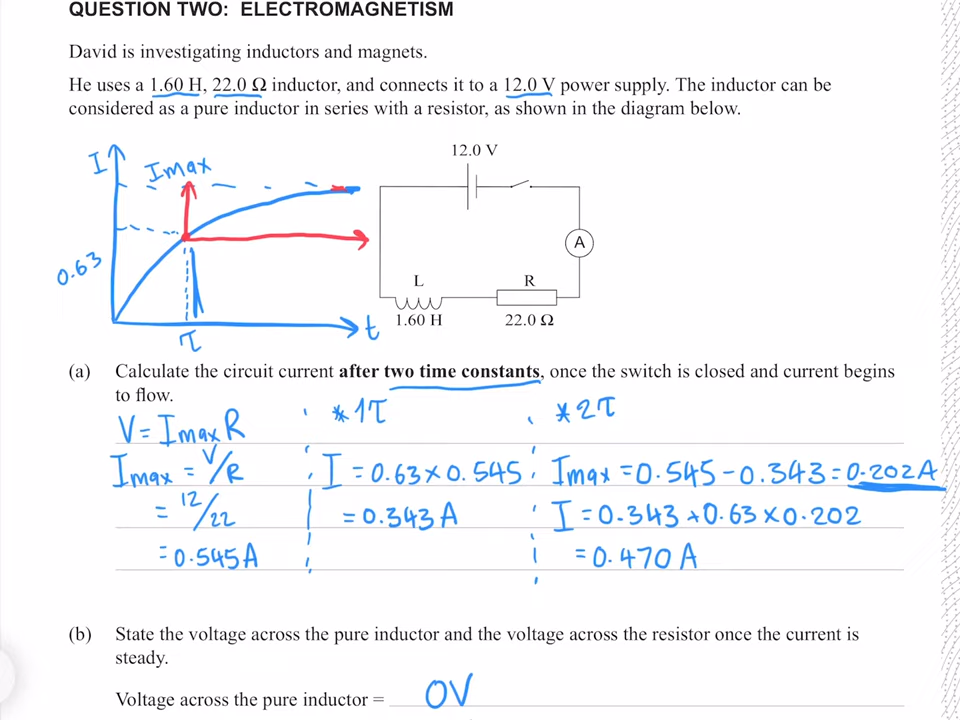 QUESTION TWO: ELECTROMAGNETISM
David is investigating inductors and magnets.
He uses a 1.60 H, 22.0 Ω inductor, and connects it to a 12.0 V power supply. The inductor can be
considered as a pure inductor in series with a resistor, as shown in the diagram below.
I
Imax
0.63
τ
t
12.0 V
A
L
R
1.60 H
22.0 Ω
(a) Calculate the circuit current after two time constants, once the switch is closed and current begins
to flow.
V = Imax R
Imax = V/R
= 12/22
= 0.545A
* 1τ
I = 0.63 × 0.545
= 0.343 A
* 2τ
Imax = 0.545 - 0.343 = 0.202A
I = 0.343 + 0.63 × 0.202
= 0.470 A
(b) State the voltage across the pure inductor and the voltage across the resistor once the current is
steady.
Voltage across the pure inductor = 0V